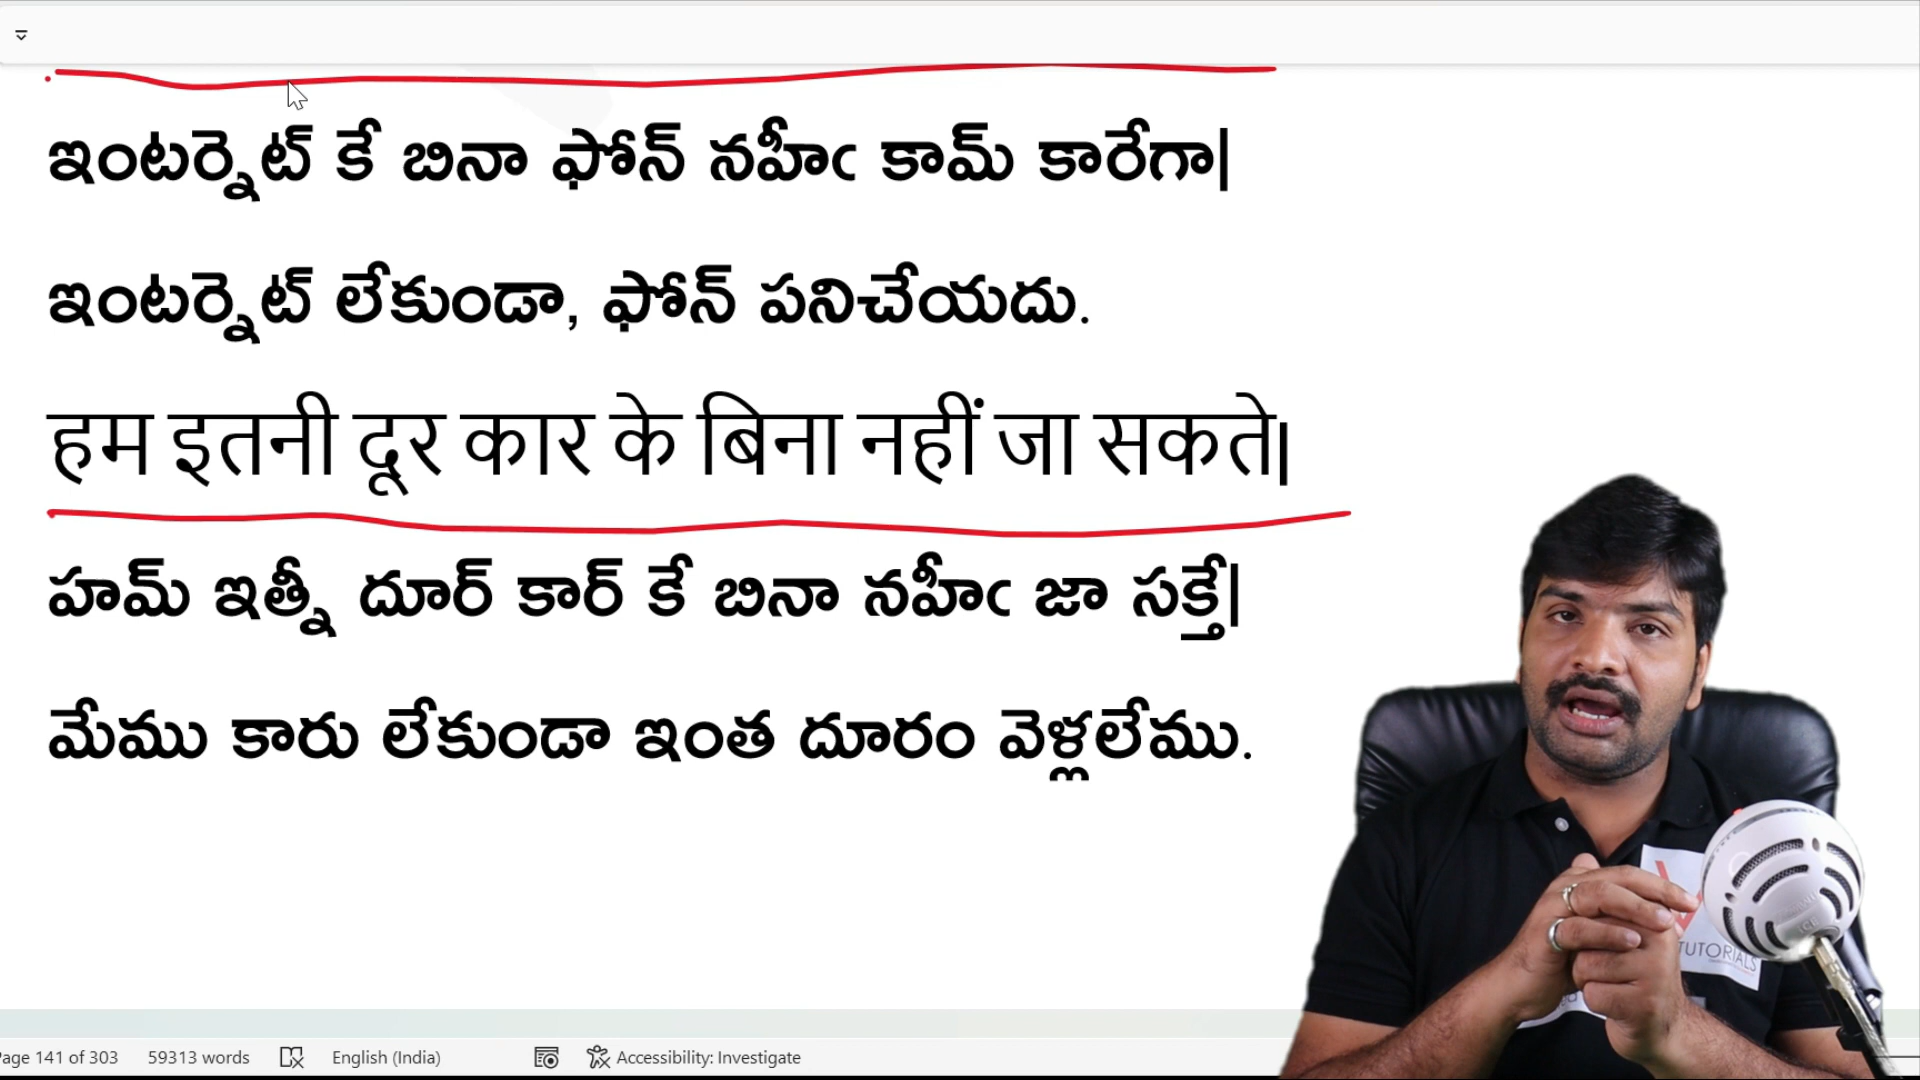 ఇంటర్నెట్ కే బినా ఫోన్ నహీఁ కామ్ కారేగా|
ఇంటర్నెట్ లేకుండా, ఫోన్ పనిచేయదు.
हम इतनी दूर कार के बिना नहीं जा सकते|
హమ్ ఇత్నీ దూర్ కార్ కే బినా నహీఁ జా సక్తే|
మేము కారు లేకుండా ఇంత దూరం వెళ్లలేము.
TUTORIALS
age 141 of 303 59313 words English (India) Accessibility: Investigate